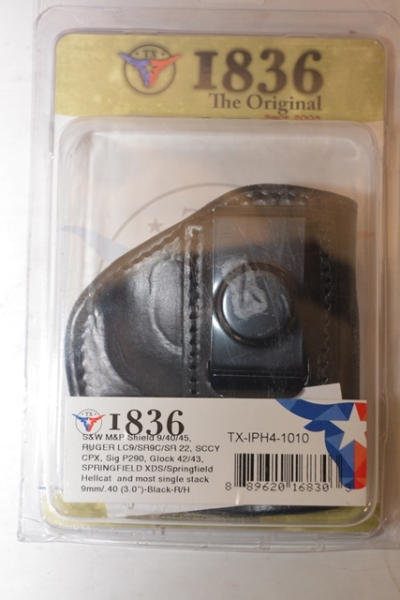 TX
1836
The Original
Since 2005
TX
1836
TX-IPH4-1010
S&W M&P Shield 9/40/45,
RUGER LC9/SR9C/SR 22, SCCY
CPX, Sig P290, Glock 42/43,
SPRINGFIELD XDS/Springfield
Hellcat and most single stack
9mm/.40 (3.0")-Black-R/H
8 89620 16830